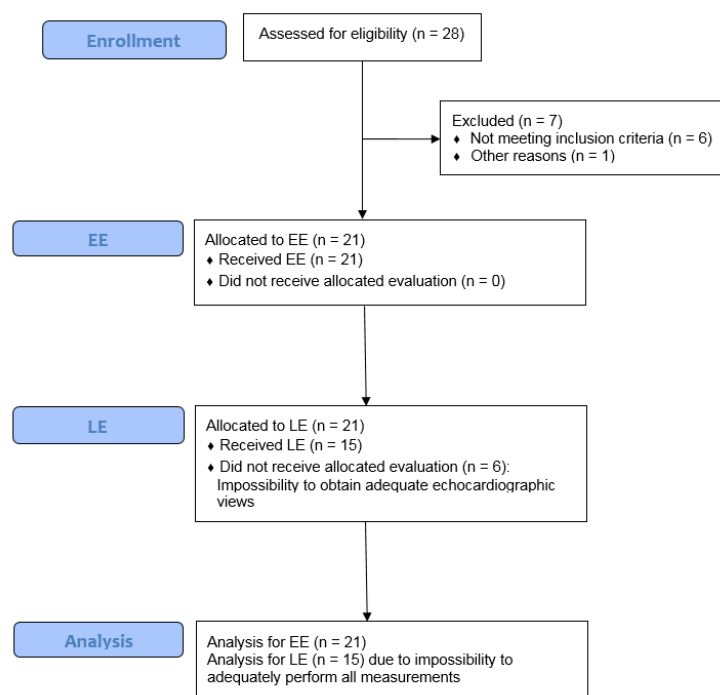 Enrollment
Assessed for eligibility (n = 28)
Excluded (n = 7)
♦ Not meeting inclusion criteria (n = 6)
♦ Other reasons (n = 1)
EE
Allocated to EE (n = 21)
♦ Received EE (n = 21)
♦ Did not receive allocated evaluation (n = 0)
LE
Allocated to LE (n = 21)
♦ Received LE (n = 15)
♦ Did not receive allocated evaluation (n = 6):
Impossibility to obtain adequate echocardiographic
views
Analysis
Analysis for EE (n = 21)
Analysis for LE (n = 15) due to impossibility to
adequately perform all measurements